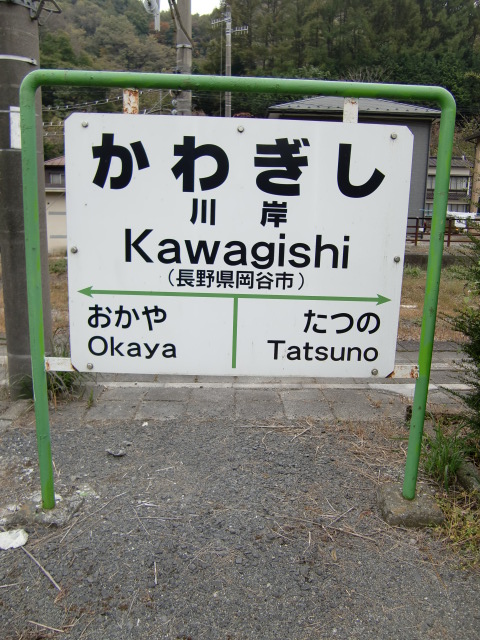 かわぎし
川岸
Kawagishi
（長野県岡谷市）
おかや たつの
Okaya Tatsuno